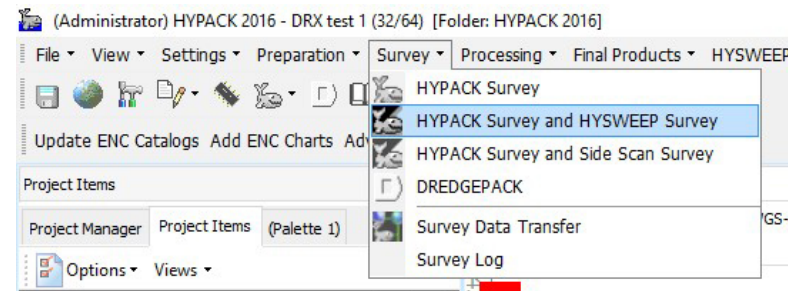 (Administrator) HYPACK 2016 - DRX test 1 (32/64) [Folder: HYPACK 2016]
File View Settings Preparation Survey Processing Final Products HYSWEEP
HYPACK Survey
HYPACK Survey and HYSWEEP Survey
Update ENC Catalogs Add ENC Charts
HYPACK Survey and Side Scan Survey
Project Items
DREDGEPACK
Project Manager Project Items (Palette 1)
Survey Data Transfer
Options Views
Survey Log